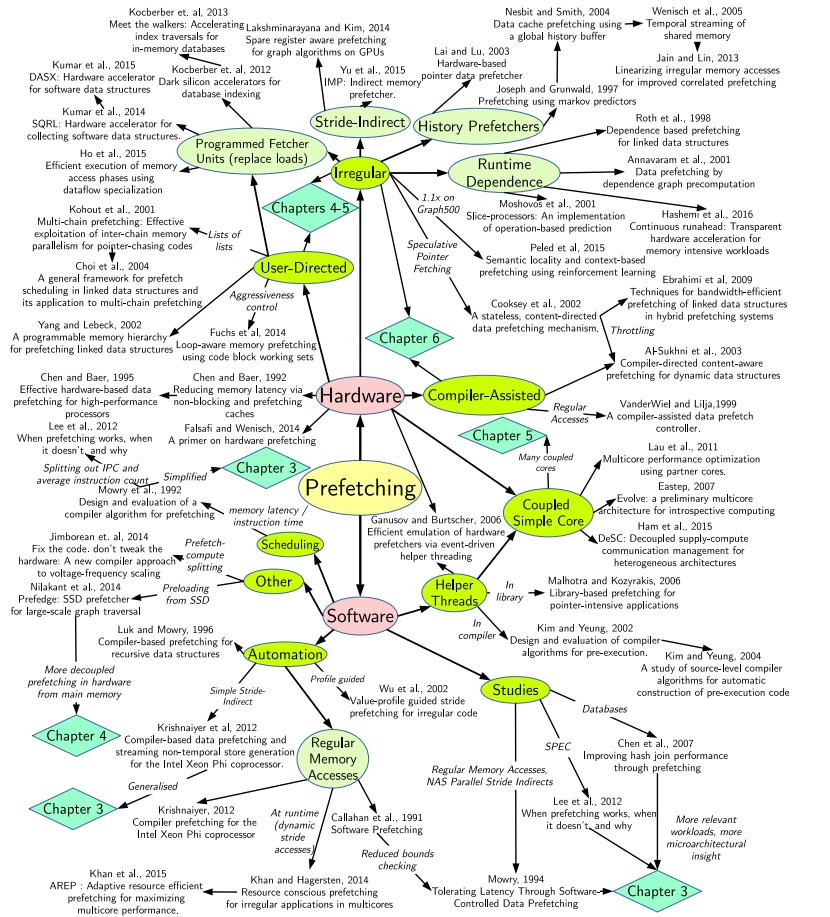 Kocberber et. al, 2013
Meet the walkers: Accelerating
index traversals for
in-memory databases
Lakshminarayana and Kim, 2014
Spare register aware prefetching
for graph algorithms on GPUs
Nesbit and Smith, 2004
Data cache prefetching using
a global history buffer
Wenisch et al., 2005
Temporal streaming of
shared memory
Lai and Lu, 2003
Hardware-based
pointer data prefetcher
Jain and Lin, 2013
Linearizing irregular memory accesses
for improved correlated prefetching
Kumar et al., 2015
DASX: Hardware accelerator
for software data structures
Kocberber et. al, 2012
Dark silicon accelerators for
database indexing
Yu et al., 2015
IMP: Indirect memory
prefetcher.
Joseph and Grunwald, 1997
Prefetching using markov predictors
Kumar et al., 2014
SQRL: Hardware accelerator for
collecting software data structures.
Stride-Indirect
History Prefetchers
Roth et al., 1998
Dependence based prefetching
for linked data structures
Programmed Fetcher
Units (replace loads)
Irregular
Runtime
Dependence
Annavaram et al., 2001
Data prefetching by
dependence graph precomputation
Ho et al., 2015
Efficient execution of memory
access phases using
dataflow specialization
Chapters 4-5
1.1x on
Graph500
Moshovos et al., 2001
Slice-processors: An implementation
of operation-based prediction
Hashemi et al., 2016
Continuous runahead: Transparent
hardware acceleration for
memory intensive workloads
Kohout et al., 2001
Multi-chain prefetching: Effective
exploitation of inter-chain memory
parallelism for pointer-chasing codes
Lists of
lists
Speculative
Pointer
Fetching
Peled et al, 2015
Semantic locality and context-based
prefetching using reinforcement learning
Choi et al., 2004
A general framework for prefetch
scheduling in linked data structures and
its application to multi-chain prefetching
User-Directed
Aggressiveness
control
Ebrahimi et al, 2009
Techniques for bandwidth-efficient
prefetching of linked data structures
in hybrid prefetching systems
Cooksey et al., 2002
A stateless, content-directed
data prefetching mechanism.
Throttling
Yang and Lebeck, 2002
A programmable memory hierarchy
for prefetching linked data structures
Fuchs et al, 2014
Loop-aware memory prefetching
using code block working sets
Chapter 6
Al-Sukhni et al., 2003
Compiler-directed content-aware
prefetching for dynamic data structures
Chen and Baer, 1995
Effective hardware-based data
prefetching for high-performance
processors
Chen and Baer, 1992
Reducing memory latency via
non-blocking and prefetching
caches
Hardware
Compiler-Assisted
Regular
Accesses
VanderWiel and Lilja,1999
A compiler-assisted data prefetch
controller.
Lee et al., 2012
When prefetching works, when
it doesn't, and why
Falsafi and Wenisch, 2014
A primer on hardware prefetching
Chapter 5
Many coupled
cores
Lau et al., 2011
Multicore performance optimization
using partner cores.
Splitting out IPC and
average instruction count
Simplified
Chapter 3
Prefetching
Mowry et al., 1992
Design and evaluation of a
compiler algorithm for prefetching
memory latency /
instruction time
Coupled
Simple Core
Eastep, 2007
Evolve: a preliminary multicore
architecture for introspective computing
Ganusov and Burtscher, 2006
Efficient emulation of hardware
prefetchers via event-driven
helper threading
Ham et al., 2015
DeSC: Decoupled supply-compute
communication management for
heterogeneous architectures
Jimborean et. al, 2014
Fix the code. don't tweak the
hardware: A new compiler approach
to voltage-frequency scaling
Prefetch-
compute
splitting
Scheduling
Other
Preloading
from SSD
Nilakant et al., 2014
Prefedge: SSD prefetcher
for large-scale graph traversal
Helper
Threads
In
library
Malhotra and Kozyrakis, 2006
Library-based prefetching for
pointer-intensive applications
Software
In
compiler
Luk and Mowry, 1996
Compiler-based prefetching for
recursive data structures
Automation
Kim and Yeung, 2002
Design and evaluation of compiler
algorithms for pre-execution.
Kim and Yeung, 2004
A study of source-level compiler
algorithms for automatic
construction of pre-execution code
More decoupled
prefetching in hardware
from main memory
Simple Stride-
Indirect
Profile guided
Wu et al., 2002
Value-profile guided stride
prefetching for irregular code
Studies
Databases
Chapter 4
Krishnaiyer et al, 2012
Compiler-based data prefetching and
streaming non-temporal store generation
for the Intel Xeon Phi coprocessor.
Regular
Memory
Accesses
SPEC
Chen et al., 2007
Improving hash join performance
through prefetching
Regular Memory Accesses,
NAS Parallel Stride Indirects
Generalised
Chapter 3
Krishnaiyer, 2012
Compiler prefetching for the
Intel Xeon Phi coprocessor
At runtime
(dynamic
stride
accesses)
Callahan et al., 1991
Software Prefetching
Lee et al., 2012
When prefetching works, when
it doesn't, and why
More relevant
workloads, more
microarchitectural
insight
Reduced bounds
checking
Khan et al., 2015
AREP : Adaptive resource efficient
prefetching for maximizing
multicore performance.
Khan and Hagersten, 2014
Resource conscious prefetching
for irregular applications in multicores
Mowry, 1994
Tolerating Latency Through Software-
Controlled Data Prefetching
Chapter 3